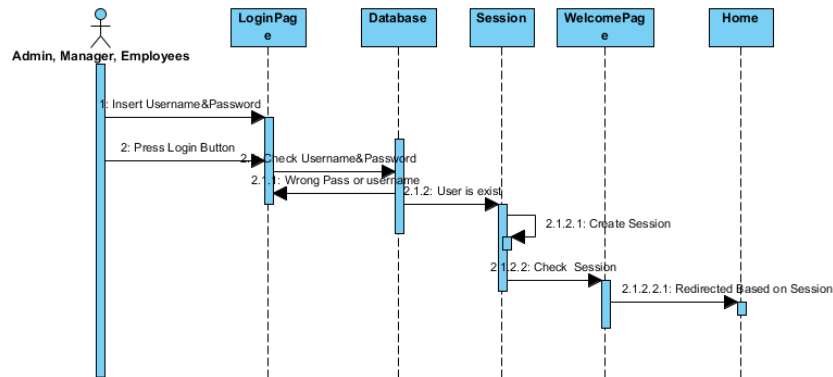 LoginPag
e
Database
Session
WelcomePag
e
Home
Admin, Manager, Employees
1: Insert Username&Password
2: Press Login Button
2.1: Check Username&Password
2.1.1: Wrong Pass or username
2.1.2: User is exist
2.1.2.1: Create Session
2.1.2.2: Check Session
2.1.2.2.1: Redirected Based on Session